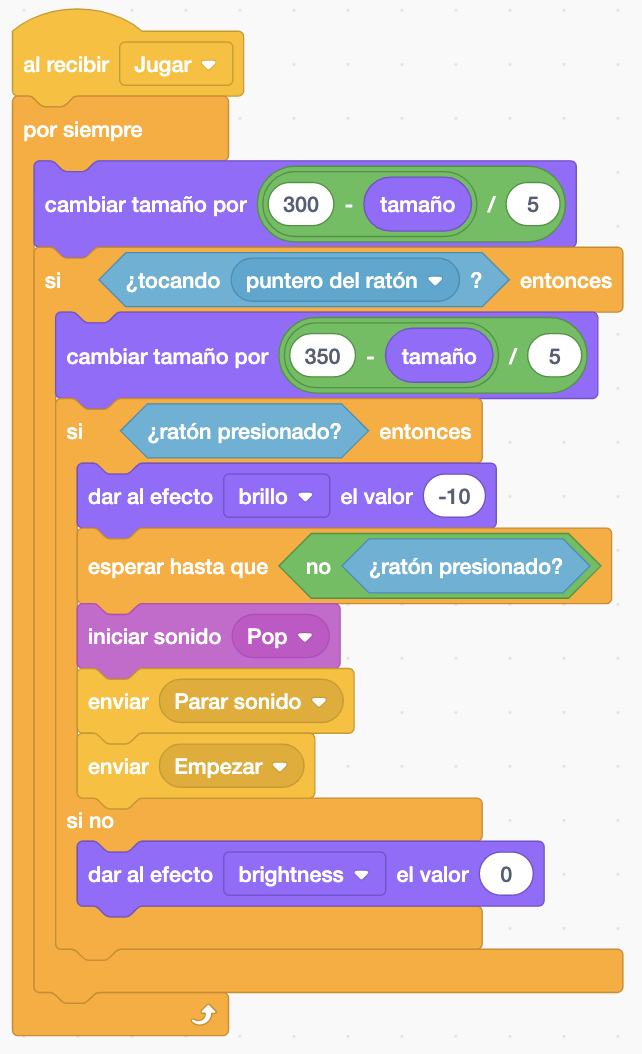 al recibir Jugar
por siempre
cambiar tamaño por 300 - tamaño / 5
si ¿tocando puntero del ratón ? entonces
cambiar tamaño por 350 - tamaño / 5
si ¿ratón presionado? entonces
dar al efecto brillo el valor -10
esperar hasta que no ¿ratón presionado?
iniciar sonido Pop
enviar Parar sonido
enviar Empezar
si no
dar al efecto brightness el valor 0